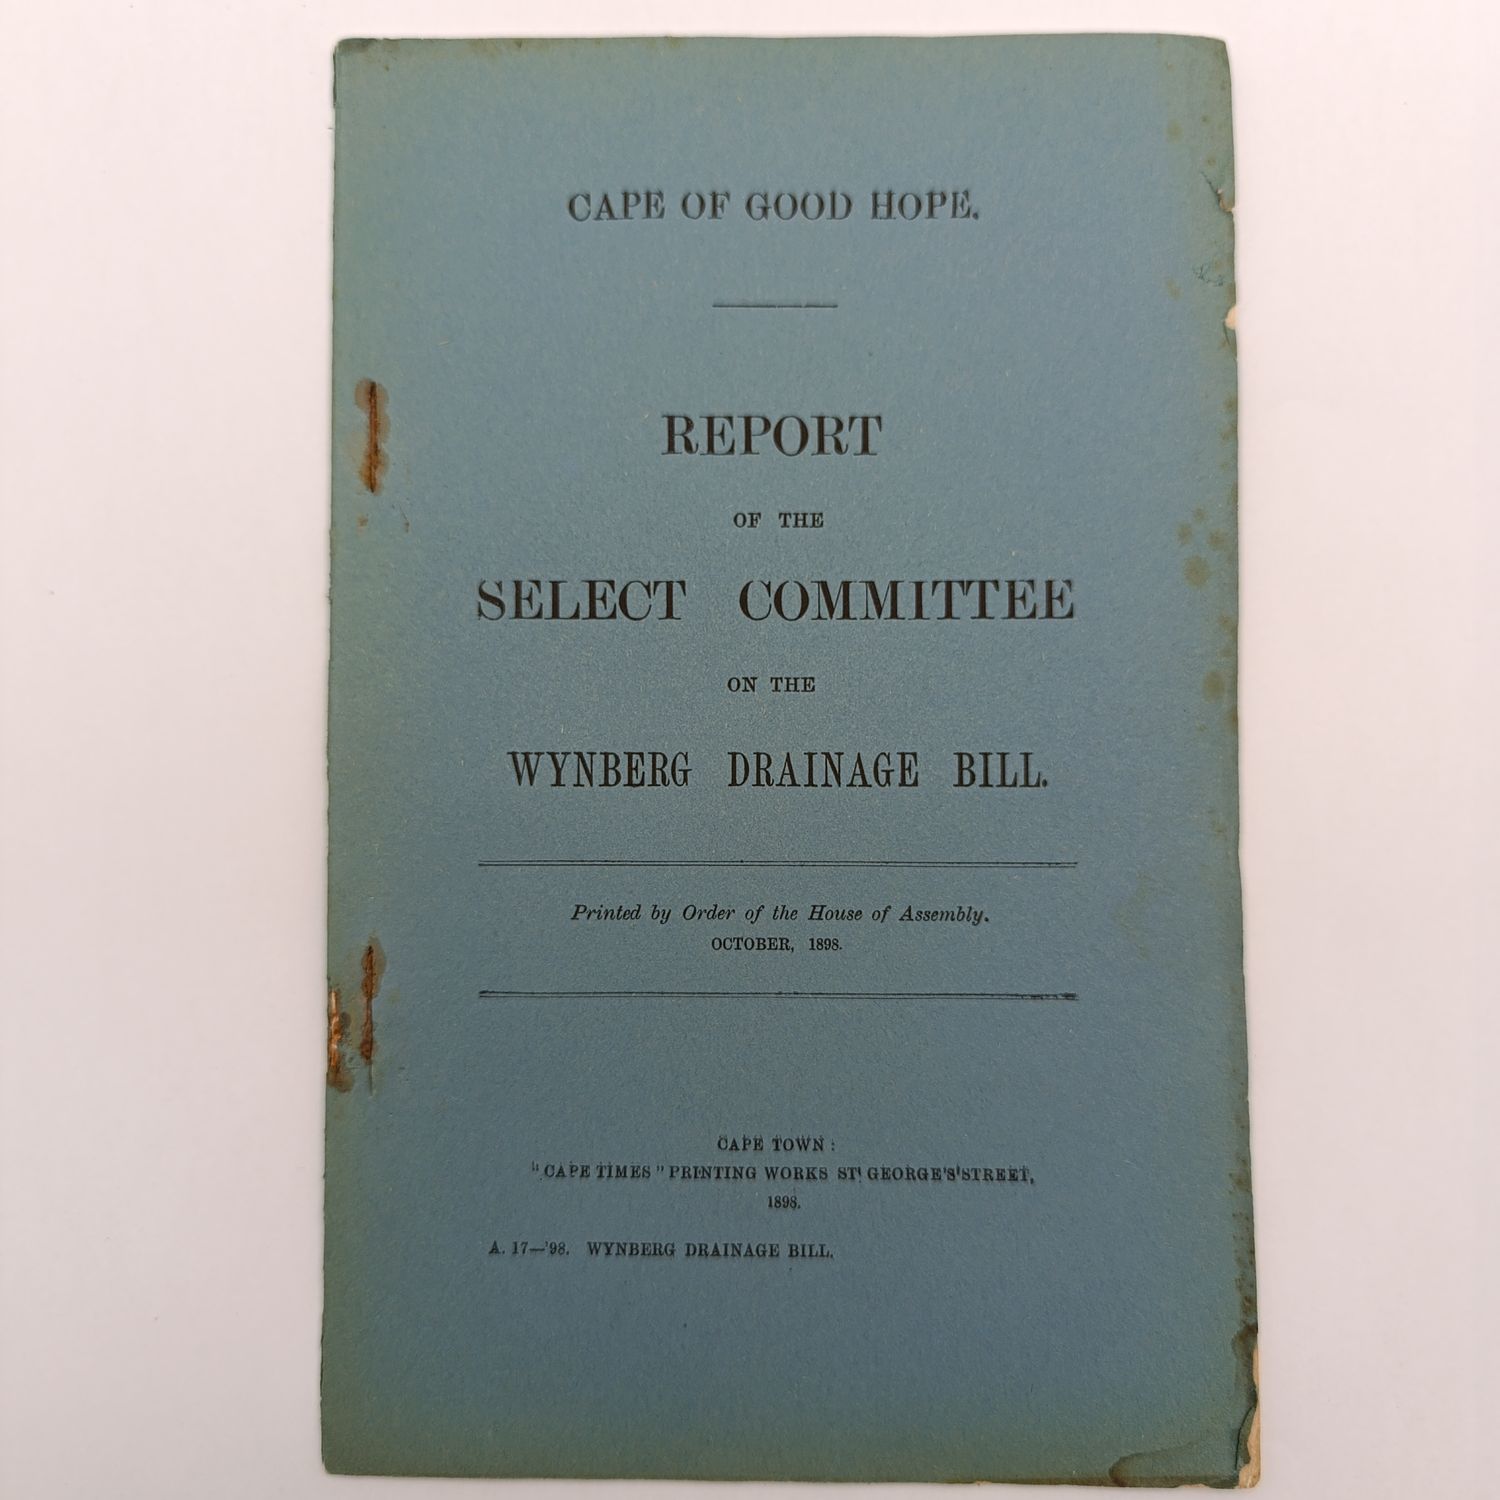 CAPE OF GOOD HOPE.
REPORT
OF THE
SELECT COMMITTEE
ON THE
WYNBERG DRAINAGE BILL.
Printed by Order of the House of Assembly.
OCTOBER, 1898.
CAPE TOWN:
"CAPE TIMES" PRINTING WORKS ST GEORGE'S STREET,
1898.
A. 17—'98. WYNBERG DRAINAGE BILL.